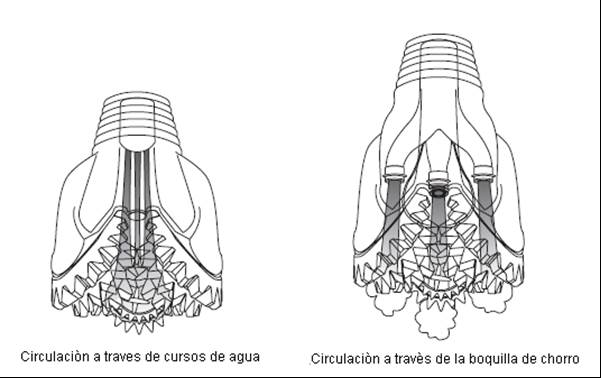 Circulaciòn a traves de cursos de agua
.Circulaciòn a travès de la boquilla de chorro